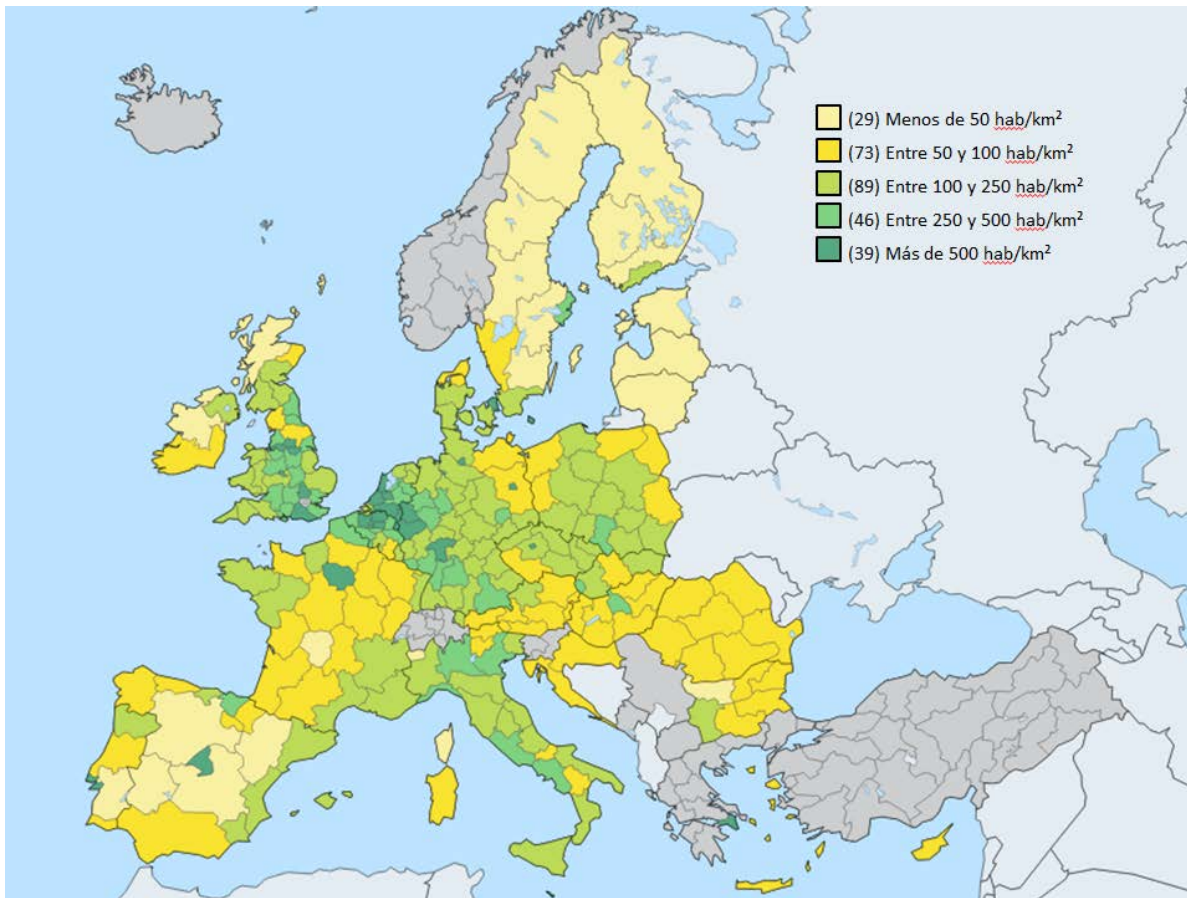 (29) Menos de 50 hab/km²
(73) Entre 50 y 100 hab/km²
(89) Entre 100 y 250 hab/km²
(46) Entre 250 y 500 hab/km²
(39) Más de 500 hab/km²